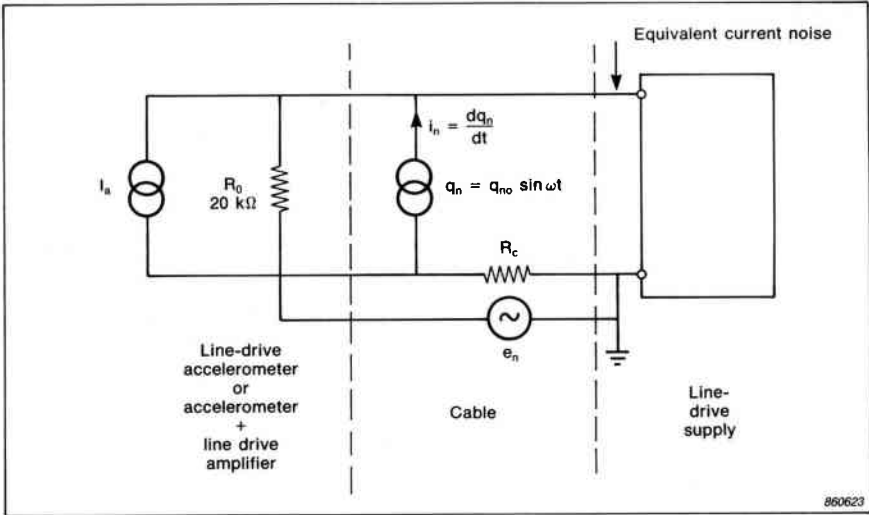 Equivalent current noise
i_n = dq_n/dt
I_a
R_0
20 kΩ
q_n = q_no sin ωt
R_c
e_n
Line-drive
accelerometer
or
accelerometer
+
line drive
amplifier
Cable
Line-
drive
supply
860623